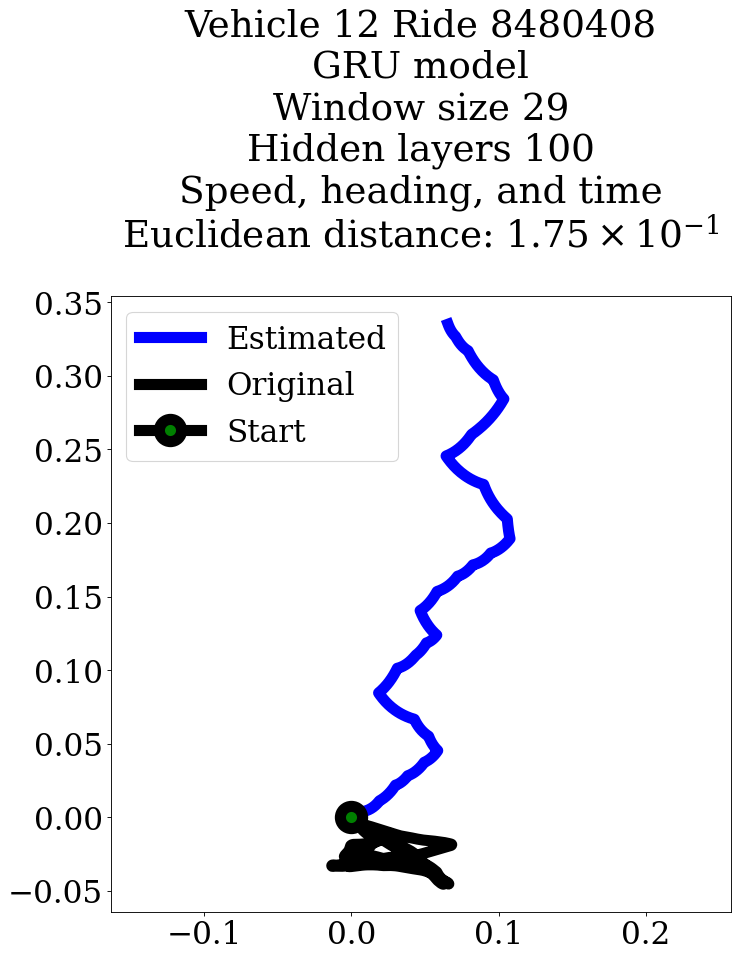 Vehicle 12 Ride 8480408
GRU model
Window size 29
Hidden layers 100
Speed, heading, and time
Euclidean distance: 1.75 × 10⁻¹
Estimated
Original
Start
0.35
0.30
0.25
0.20
0.15
0.10
0.05
0.00
−0.05
−0.1 0.0 0.1 0.2